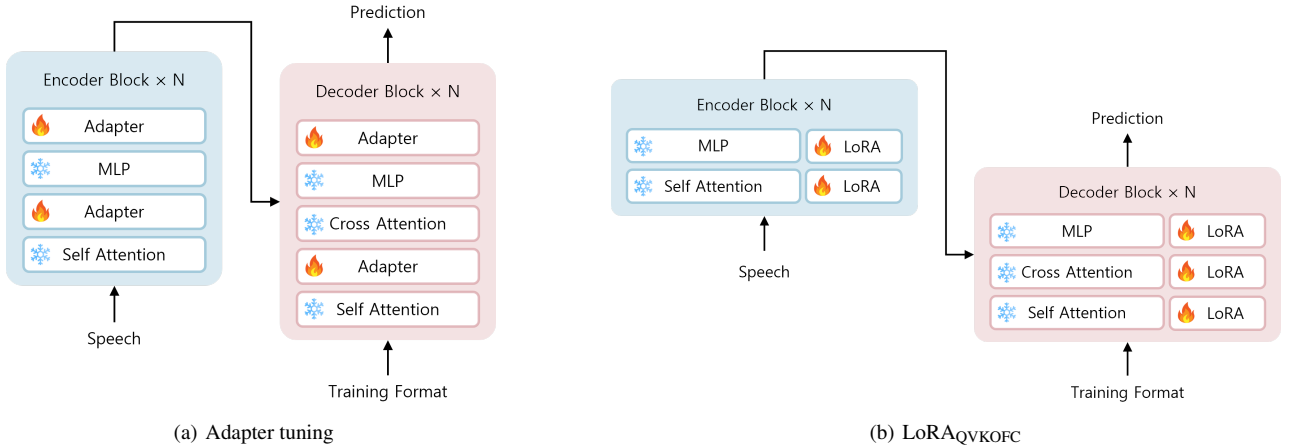 Prediction
Encoder Block × N
Adapter
MLP
Adapter
Self Attention
Speech
Decoder Block × N
Adapter
MLP
Cross Attention
Adapter
Self Attention
Training Format
(a) Adapter tuning
Encoder Block × N
MLP LoRA
Self Attention LoRA
Speech
Prediction
Decoder Block × N
MLP LoRA
Cross Attention LoRA
Self Attention LoRA
Training Format
(b) LoRAQVKOFC